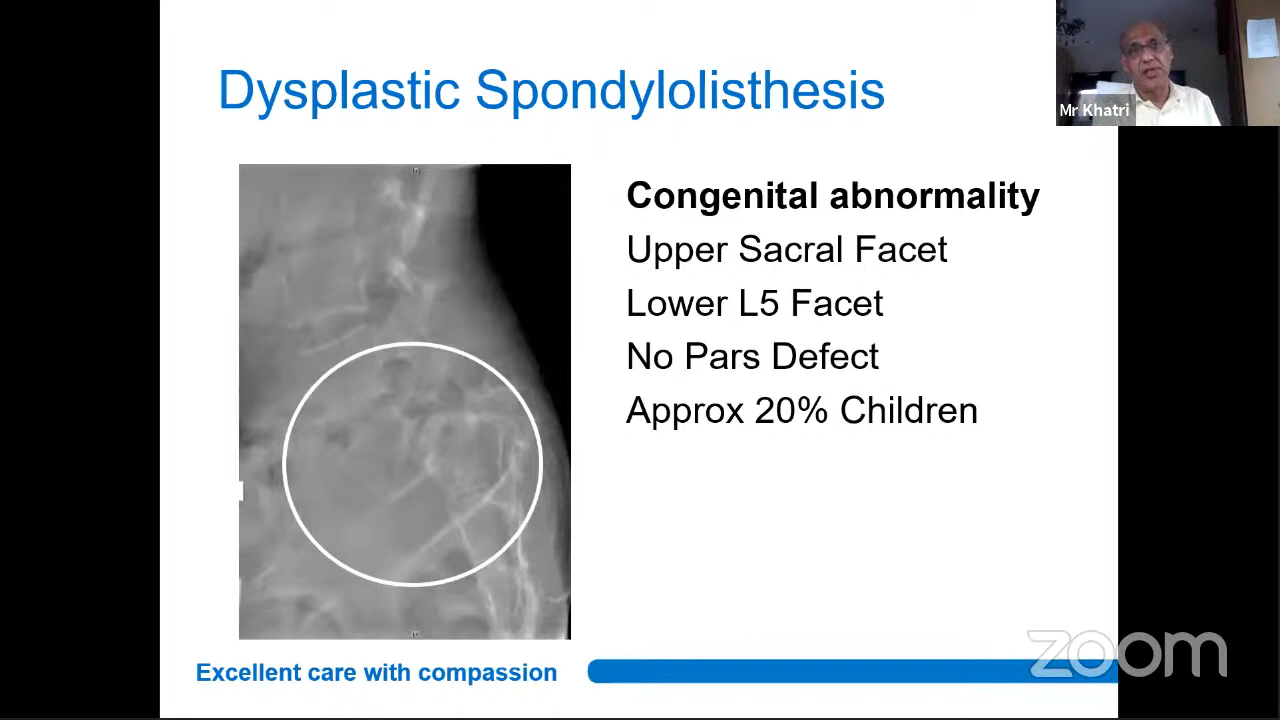 Dysplastic Spondylolisthesis
Mr Khatri
Congenital abnormality
Upper Sacral Facet
Lower L5 Facet
No Pars Defect
Approx 20% Children
Excellent care with compassion
zoom